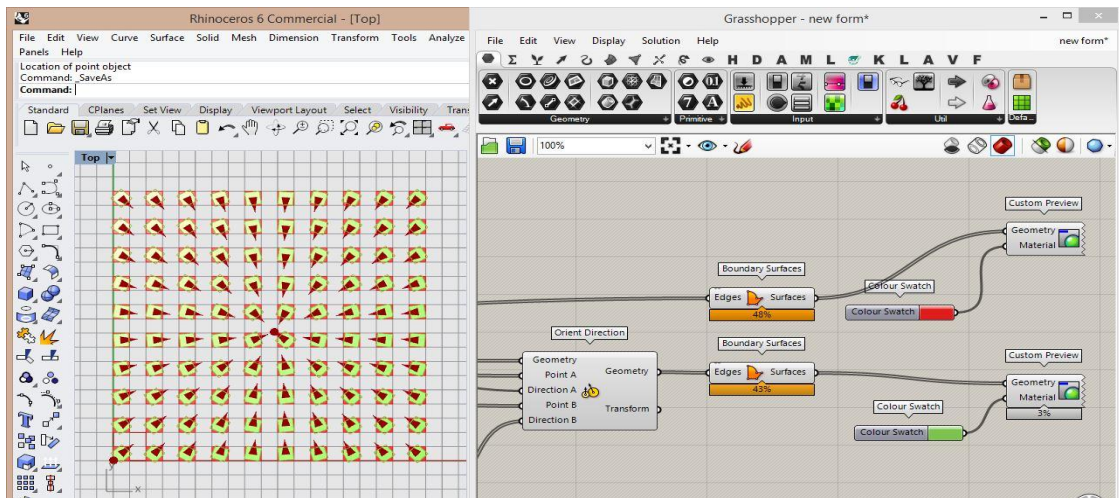 Rhinoceros 6 Commercial - [Top]
File Edit View Curve Surface Solid Mesh Dimension Transform Tools Analyze
Panels Help
Location of point object
Command: _SaveAs
Command:
Standard CPlanes Set View Display Viewport Layout Select Visibility Trans
Top
x
Grasshopper - new form*
File Edit View Display Solution Help new form*
H D A M L K L A V F
Geometry Primitive Input Util Defa...
100%
Custom Preview
Geometry
Material
Boundary Surfaces
Edges Surfaces
48%
Colour Swatch
Colour Swatch
Orient Direction
Geometry
Point A
Direction A
Point B
Direction B
Geometry
Transform
Boundary Surfaces
Edges Surfaces
43%
Custom Preview
Geometry
Material
3%
Colour Swatch
Colour Swatch